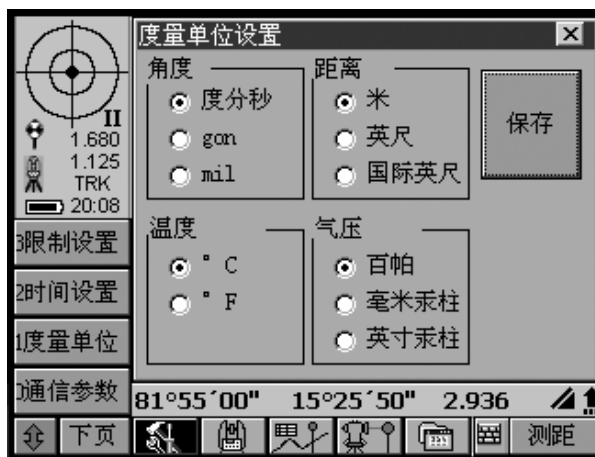 度量单位设置
角度
度分秒
gon
mil
距离
米
英尺
国际英尺
保存
温度
° C
° F
气压
百帕
毫米汞柱
英寸汞柱
II
1.680
1.125
TRK
20:08
3限制设置
2时间设置
1度量单位
0通信参数
下页
81°55´00" 15°25´50" 2.936 1
测距